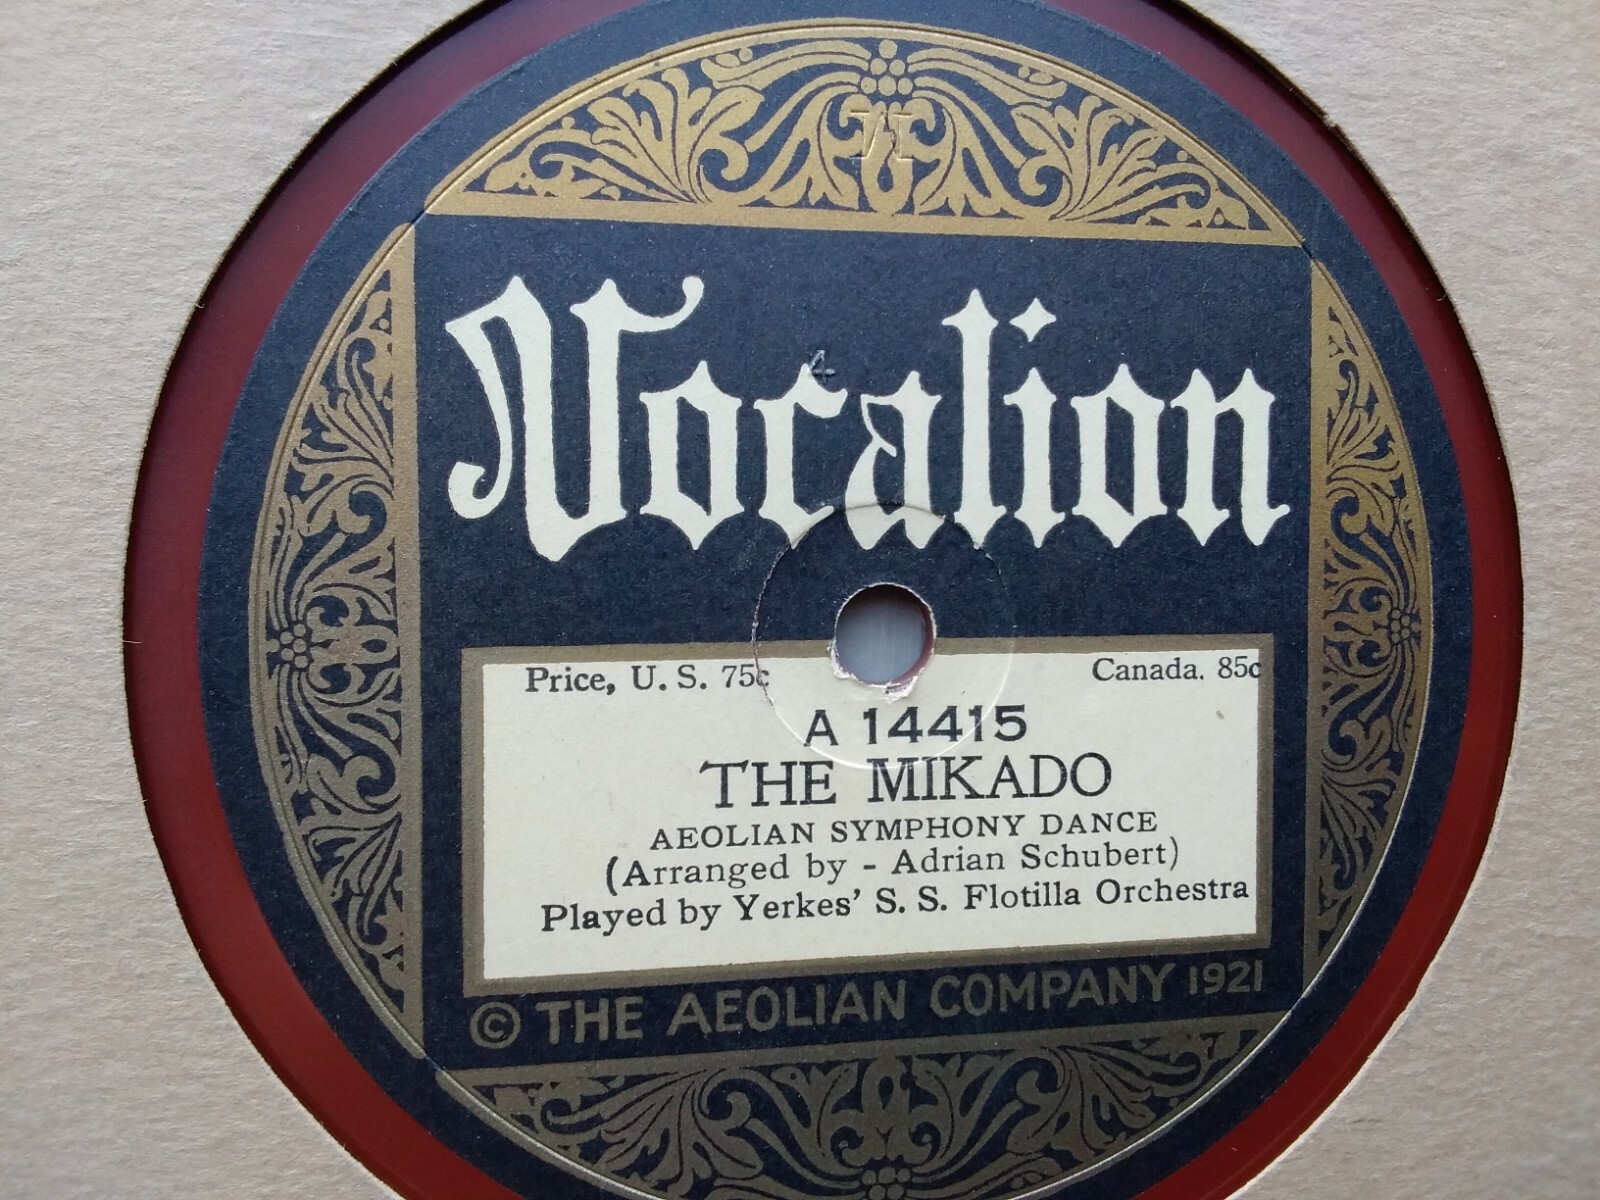 Vocalion
4
Price, U. S. 75c Canada. 85c
A 14415
THE MIKADO
AEOLIAN SYMPHONY DANCE
(Arranged by - Adrian Schubert)
Played by Yerkes' S. S. Flotilla Orchestra
© THE AEOLIAN COMPANY 1921